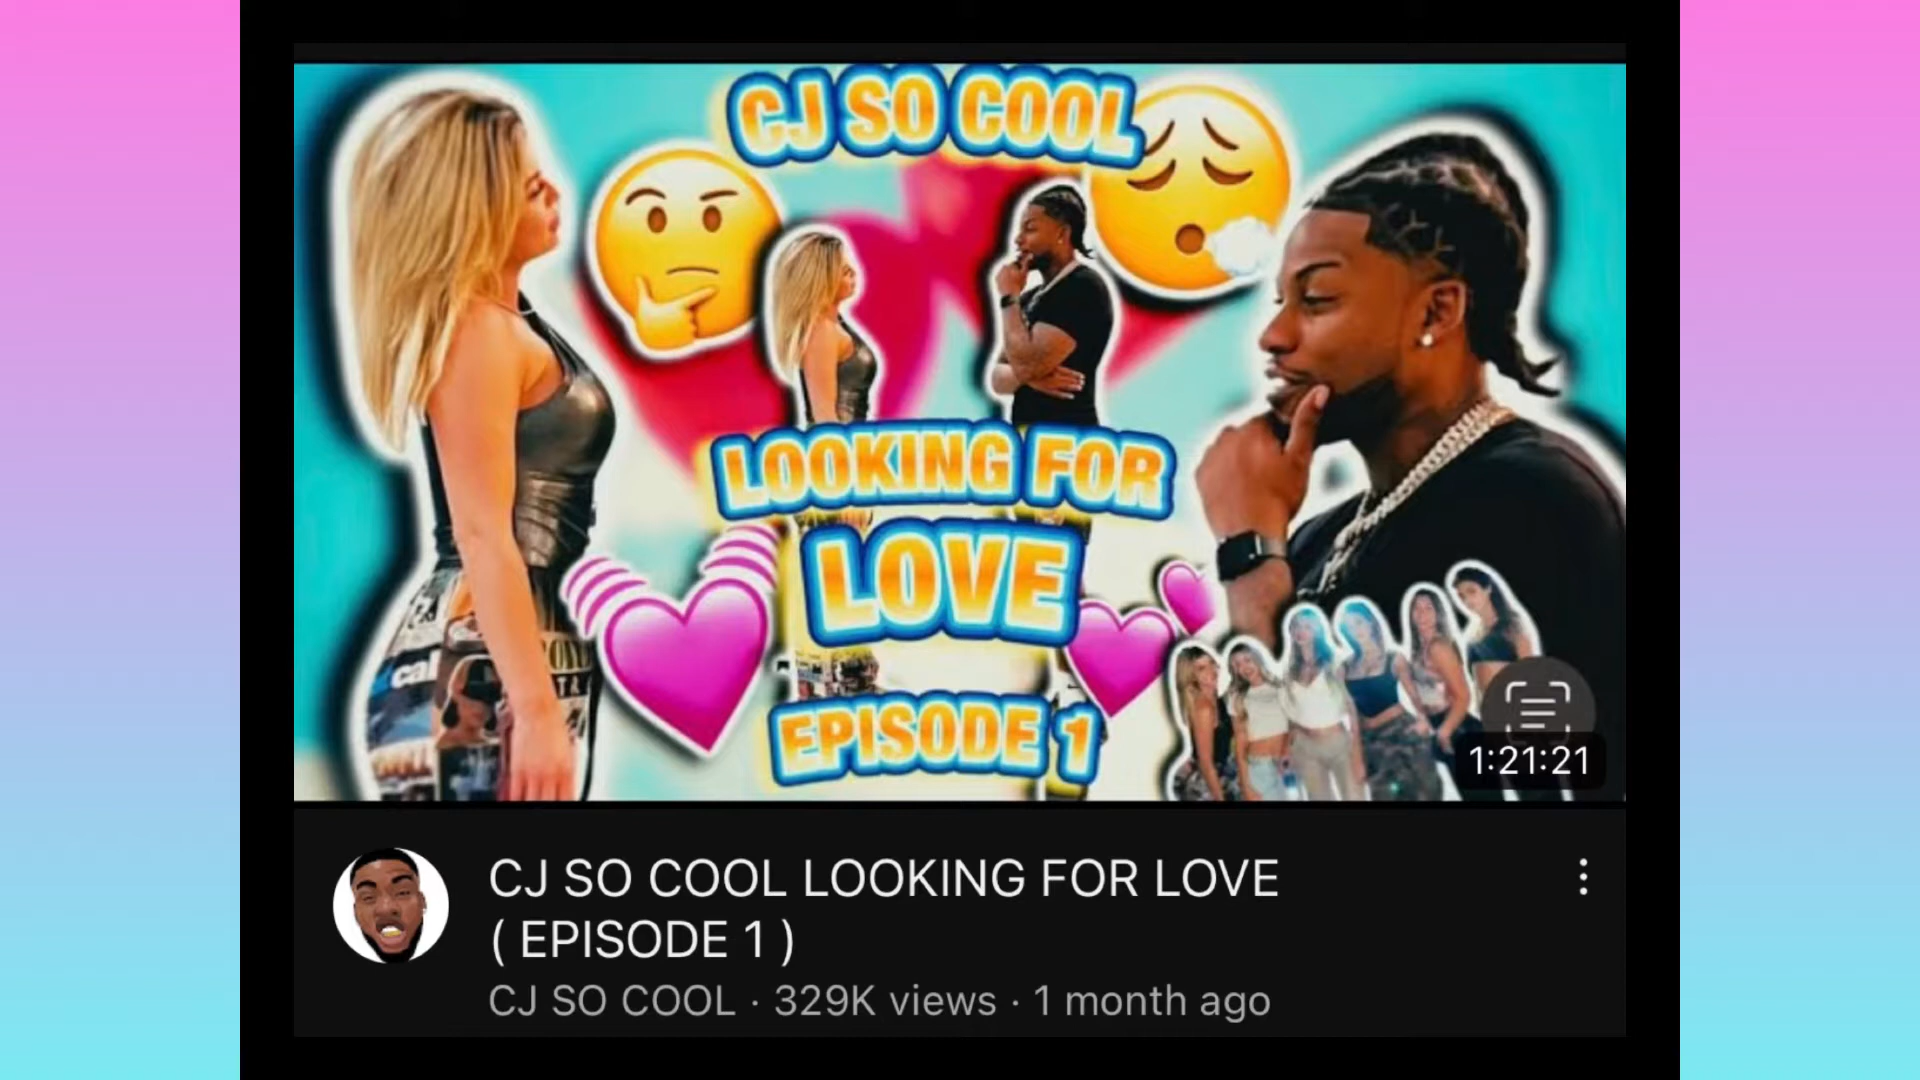 CJ SO COOL
LOOKING FOR
LOVE
EPISODE 1
cal
1:21:21
CJ SO COOL LOOKING FOR LOVE
( EPISODE 1 )
CJ SO COOL · 329K views · 1 month ago